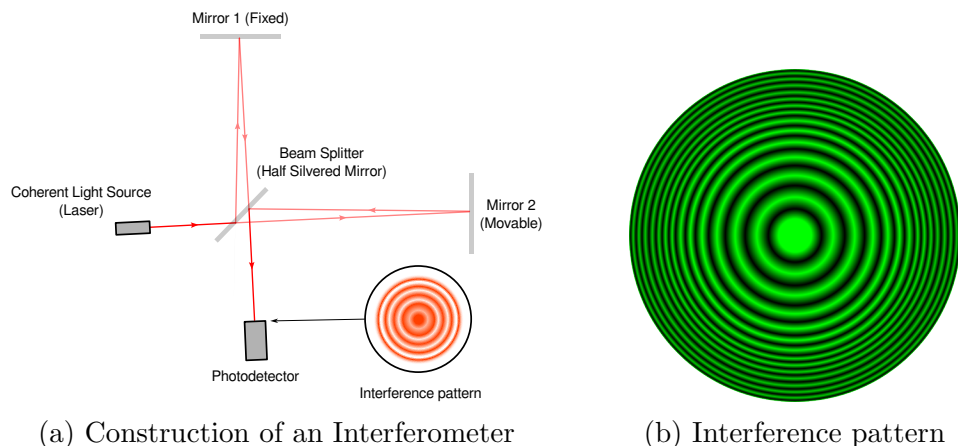 Mirror 1 (Fixed)
Beam Splitter
(Half Silvered Mirror)
Coherent Light Source
(Laser)
Mirror 2
(Movable)
Photodetector
Interference pattern
(a) Construction of an Interferometer
(b) Interference pattern